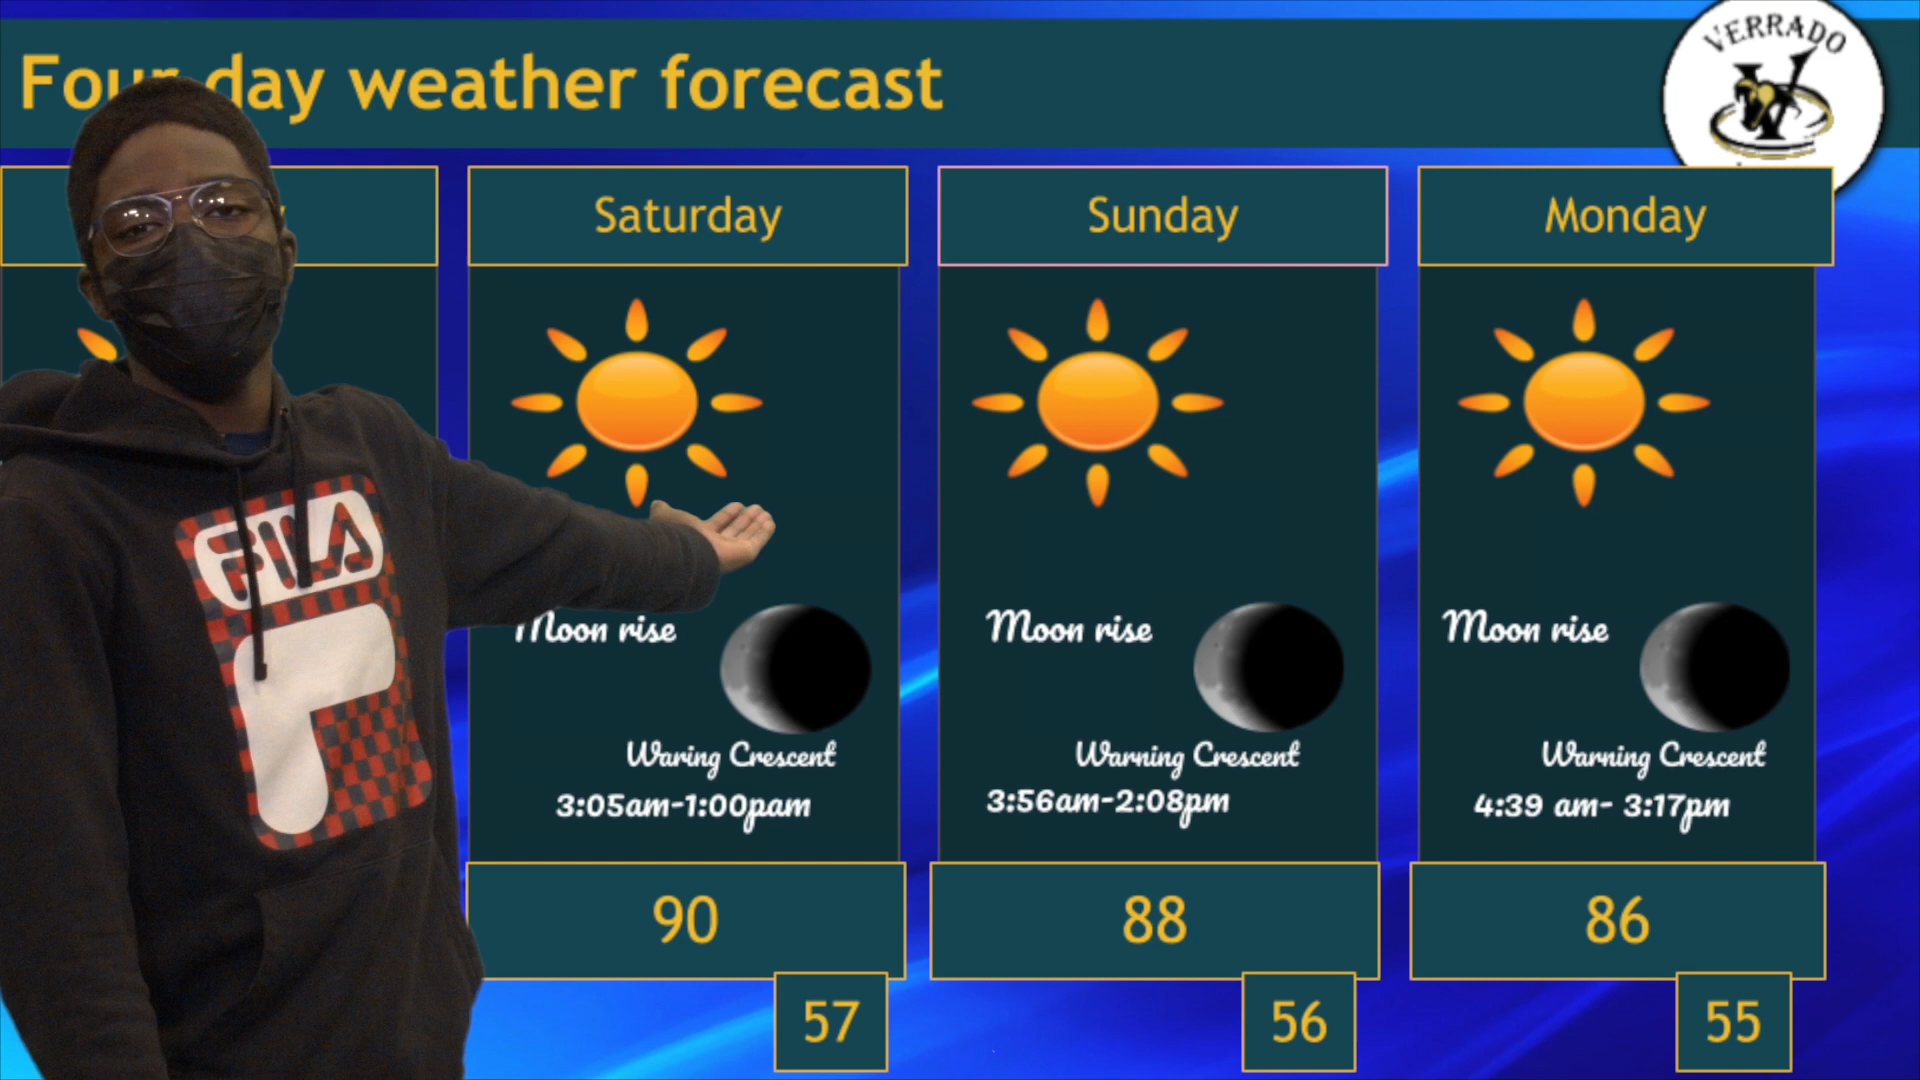 Four day weather forecast
VERRADO
Saturday
Sunday
Monday
FILA
Moon rise
Moon rise
Moon rise
Waring Crescent
Warning Crescent
Warning Crescent
3:05am-1:00pam
3:56am-2:08pm
4:39 am- 3:17pm
90
88
86
57
56
55